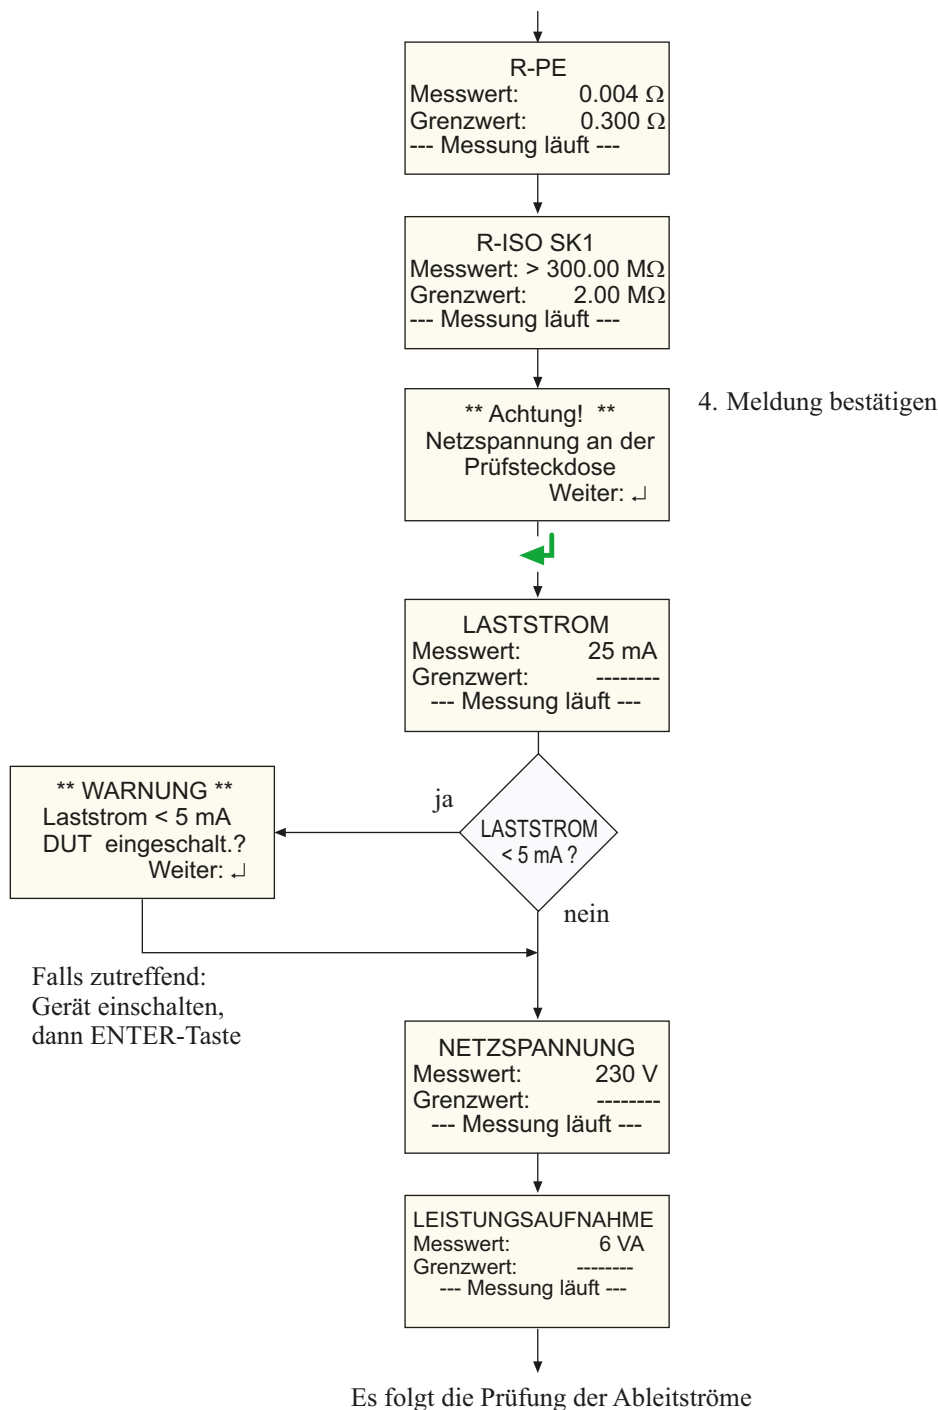 R-PE
Messwert: 0.004 Ω
Grenzwert: 0.300 Ω
--- Messung läuft ---
R-ISO SK1
Messwert: > 300.00 MΩ
Grenzwert: 2.00 MΩ
--- Messung läuft ---
** Achtung! **
Netzspannung an der
Prüfsteckdose
Weiter: ↵
4. Meldung bestätigen
LASTSTROM
Messwert: 25 mA
Grenzwert: --------
--- Messung läuft ---
LASTSTROM
< 5 mA ?
ja
** WARNUNG **
Laststrom < 5 mA
DUT eingeschalt.?
Weiter: ↵
nein
Falls zutreffend:
Gerät einschalten,
dann ENTER-Taste
NETZSPANNUNG
Messwert: 230 V
Grenzwert: --------
--- Messung läuft ---
LEISTUNGSAUFNAHME
Messwert: 6 VA
Grenzwert: --------
--- Messung läuft ---
Es folgt die Prüfung der Ableitströme